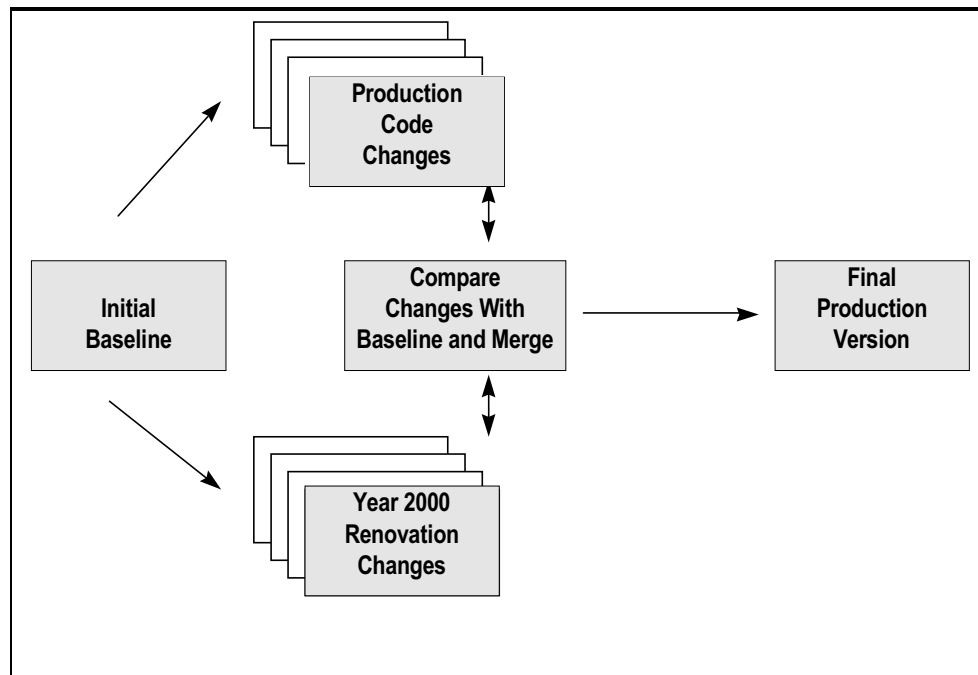 Production
Code
Changes
Initial
Baseline
Compare
Changes With
Baseline and Merge
Final
Production
Version
Year 2000
Renovation
Changes